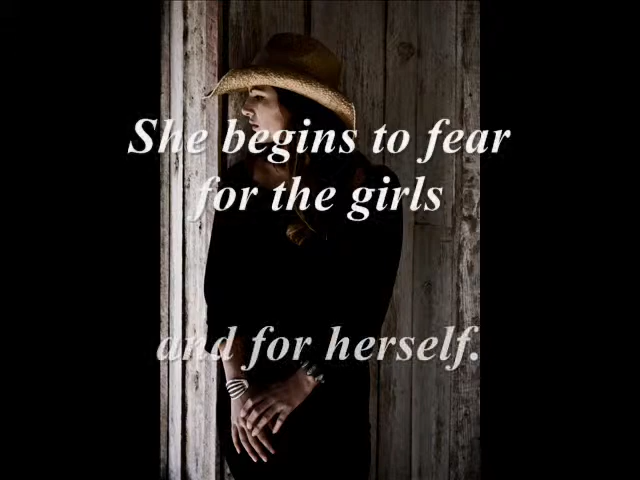 She begins to fear
for the girls
and for herself.